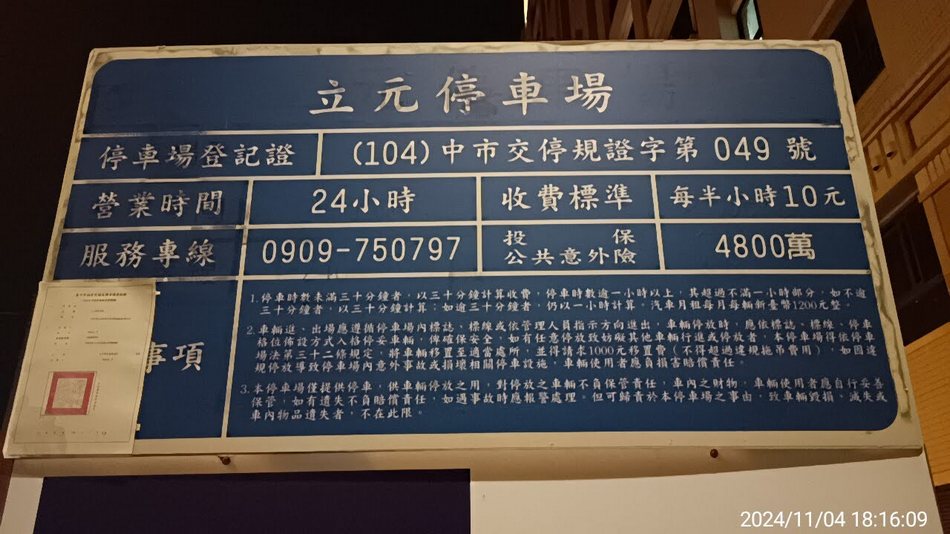 立元停車場
停車場登記證 (104)中市交停規證字第 049 號
營業時間 24小時 收費標準 每半小時10元
服務專線 0909-750797 投保公共意外險 4800萬
事項
1.停車時數未滿三十分鐘者,以三十分鐘計算收費,停車時數逾一小時以上,其超過不滿一小時部分,如不逾
三十分鐘者,以三十分鐘計算;如逾三十分鐘者,仍以一小時計算,汽車月租每月每輛新臺幣1200元整。
2.車輛進、出場應遵循停車場內標誌,標線或依管理人員指示方向進出,車輛停放時,應依標誌、標線、停車
格位佈設方式入格停妥車輛,俾確保安全,如有任意停放致妨礙其他車輛行進或停放者,本停車場得依停車
場法第三十二條規定,將車輛移置至適當處所,並得請求1000元移置費(不得超過違規拖吊費用),如因違
規停放導致停車場內意外事故或損壞相關停車設施,車輛使用者應負損害賠償責任。
3.本停車場僅提供停車,供車輛停放之用,對停放之車輛不負保管責任,車內之財物,車輛使用者應自行妥善
保管,如有遺失不負賠償責任,如遇事故時應報警處理。但可歸責於本停車場之事由,致車輛毀損、滅失或
車內物品遺失者,不在此限。
2024/11/04 18:16:09